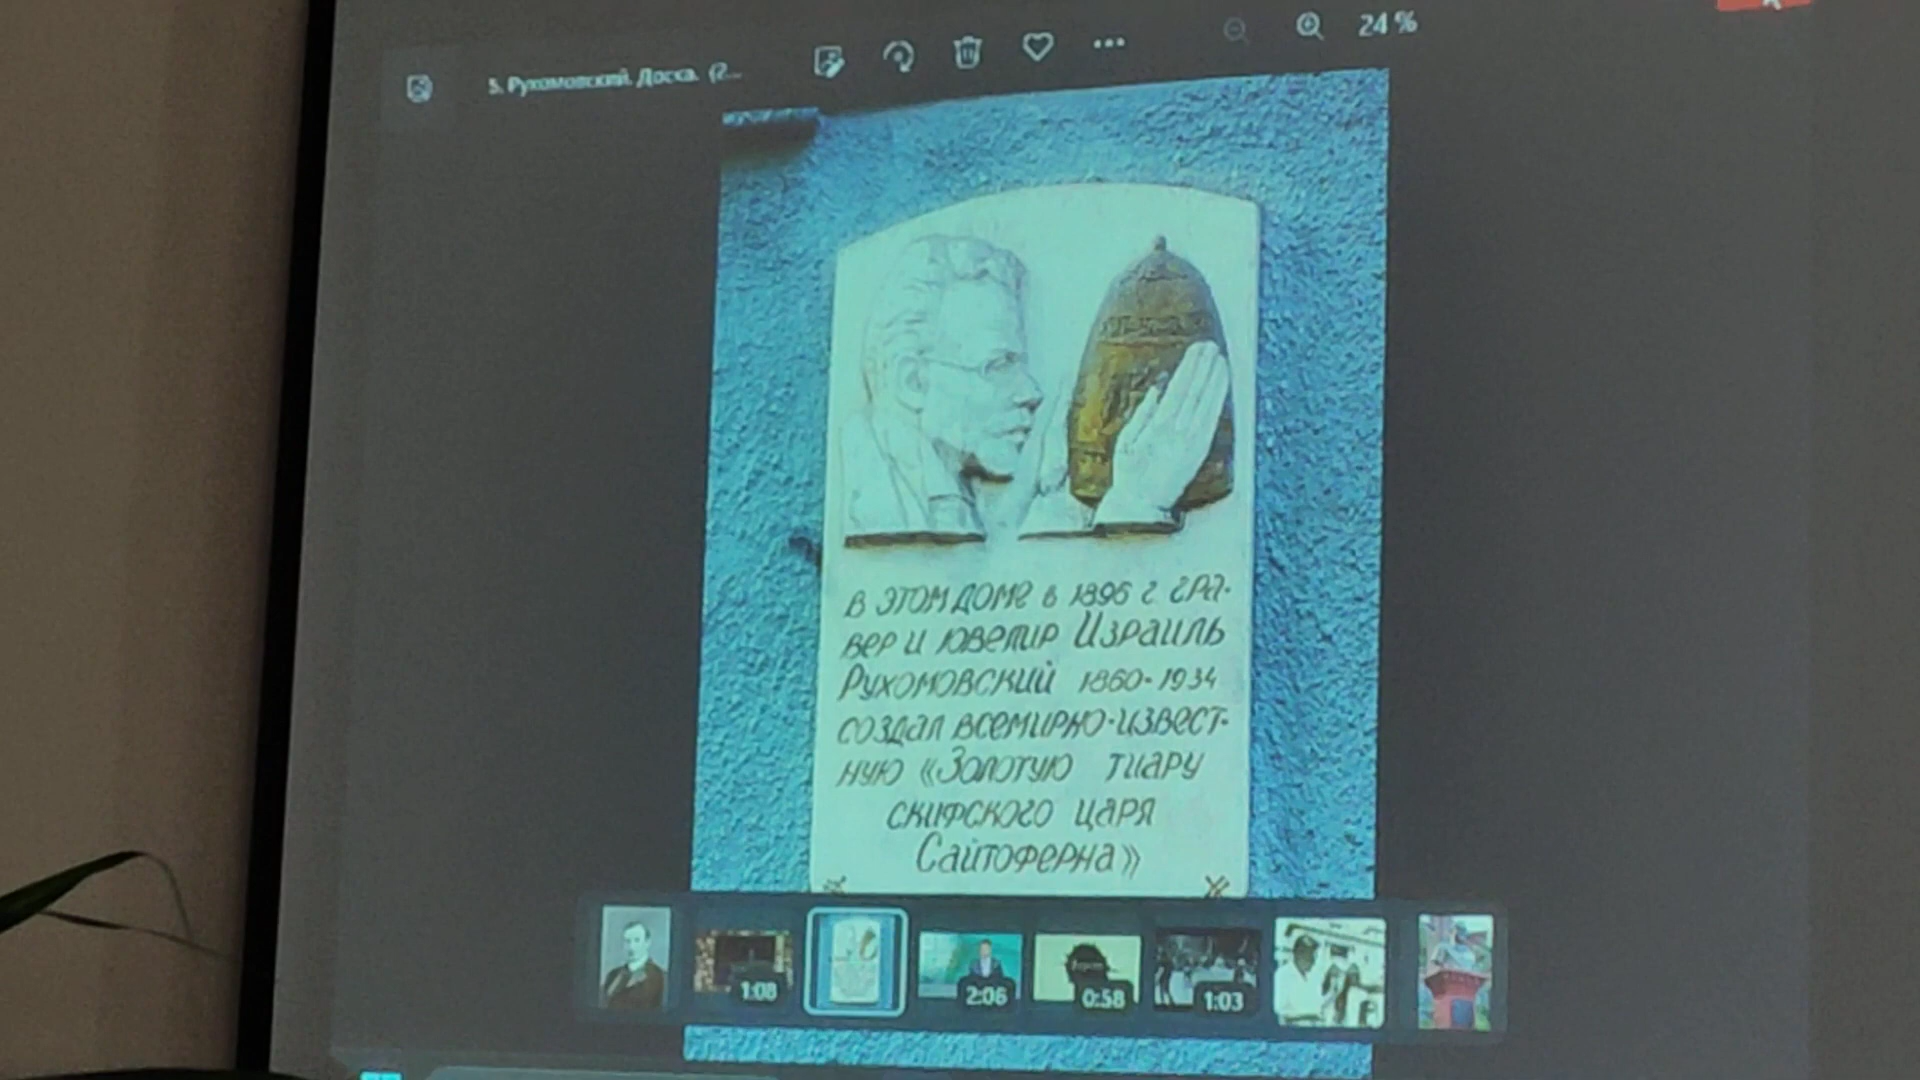 24 %
5. Рухомовский. Доска. (2...
В ЭТОМ ДОМЕ В 1896 Г ГРА-
ВЕР И ЮВЕЛИР ИЗРАИЛЬ
РУХОМОВСКИЙ 1860-1934
СОЗДАЛ ВСЕМИРНО-ИЗВЕСТ-
НУЮ «ЗОЛОТУЮ ТИАРУ
СКИФСКОГО ЦАРЯ
САЙТОФЕРНА»
1:08
2:06
0:58
1:03